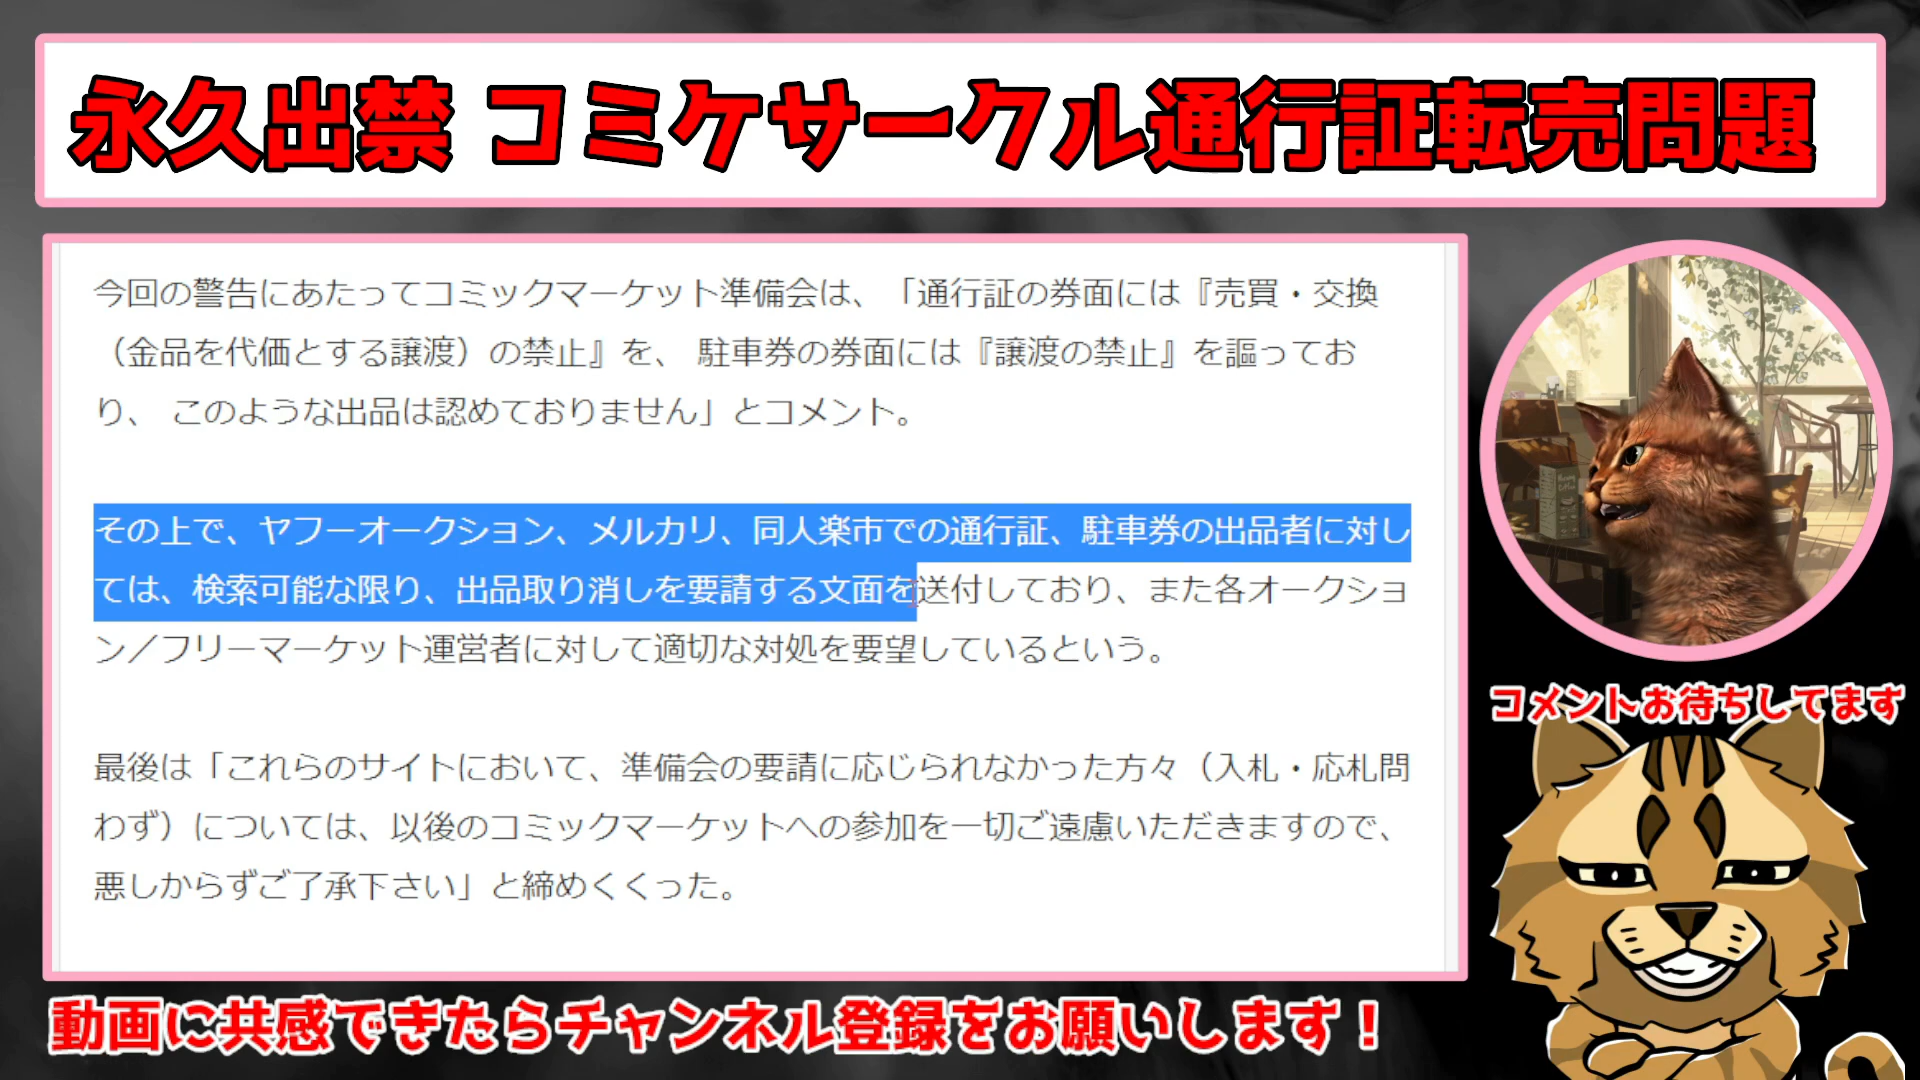 永久出禁 コミケサークル通行証転売問題
今回の警告にあたってコミックマーケット準備会は、「通行証の券面には『売買・交換
（金品を代価とする譲渡）の禁止』を、 駐車券の券面には『譲渡の禁止』を謳ってお
り、 このような出品は認めておりません」とコメント。
その上で、ヤフーオークション、メルカリ、同人楽市での通行証、駐車券の出品者に対し
ては、検索可能な限り、出品取り消しを要請する文面を送付しており、また各オークショ
ン／フリーマーケット運営者に対して適切な対処を要望しているという。
最後は「これらのサイトにおいて、準備会の要請に応じられなかった方々（入札・応札問
わず）については、以後のコミックマーケットへの参加を一切ご遠慮いただきますので、
悪しからずご了承下さい」と締めくくった。
コメントお待ちしてます
動画に共感できたらチャンネル登録をお願いします！